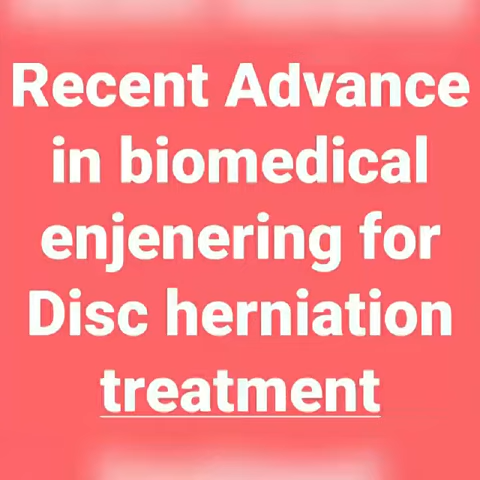 Recent Advance
in biomedical
enjenering for
Disc herniation
treatment